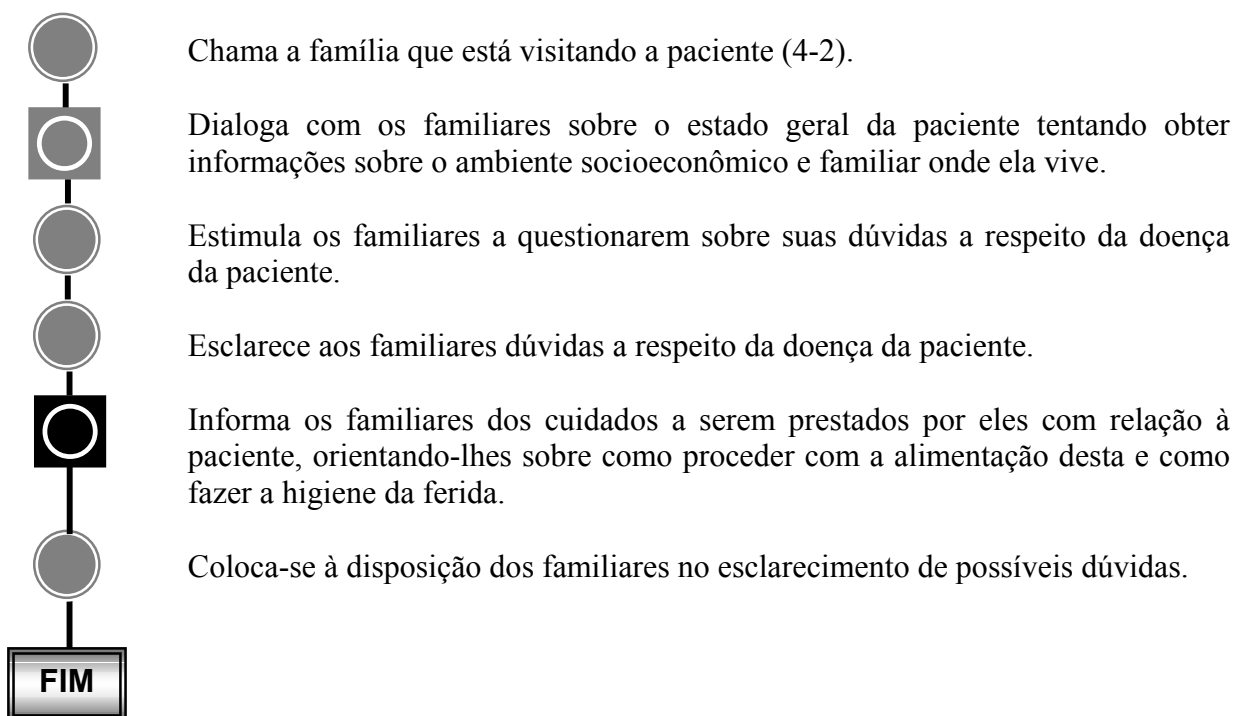 Chama a família que está visitando a paciente (4-2).
Dialoga com os familiares sobre o estado geral da paciente tentando obter
informações sobre o ambiente socioeconômico e familiar onde ela vive.
Estimula os familiares a questionarem sobre suas dúvidas a respeito da doença
da paciente.
Esclarece aos familiares dúvidas a respeito da doença da paciente.
Informa os familiares dos cuidados a serem prestados por eles com relação à
paciente, orientando-lhes sobre como proceder com a alimentação desta e como
fazer a higiene da ferida.
Coloca-se à disposição dos familiares no esclarecimento de possíveis dúvidas.
FIM